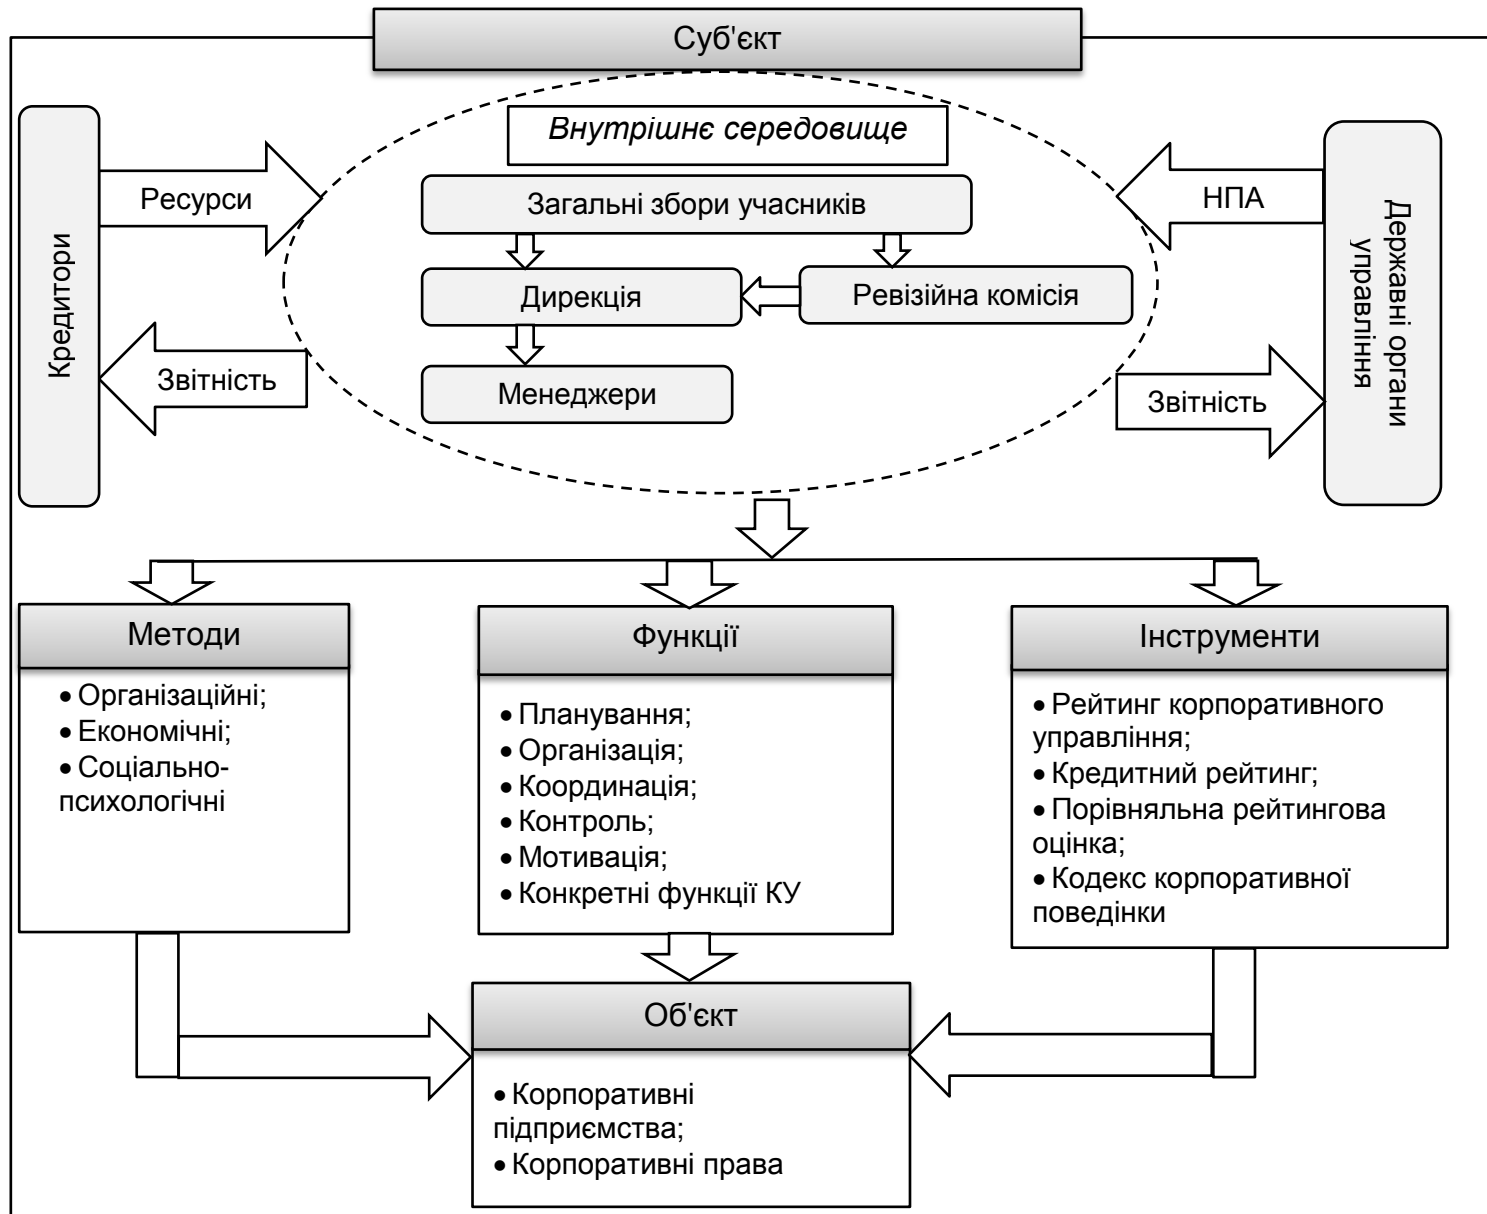 Суб'єкт
Внутрішнє середовище
Кредитори
Ресурси
Звітність
Загальні збори учасників
Дирекція
Ревізійна комісія
Менеджери
НПА
Звітність
Державні органи
управління
Методи
• Організаційні;
• Економічні;
• Соціально-
психологічні
Функції
• Планування;
• Організація;
• Координація;
• Контроль;
• Мотивація;
• Конкретні функції КУ
Інструменти
• Рейтинг корпоративного
управління;
• Кредитний рейтинг;
• Порівняльна рейтингова
оцінка;
• Кодекс корпоративної
поведінки
Об'єкт
• Корпоративні
підприємства;
• Корпоративні права